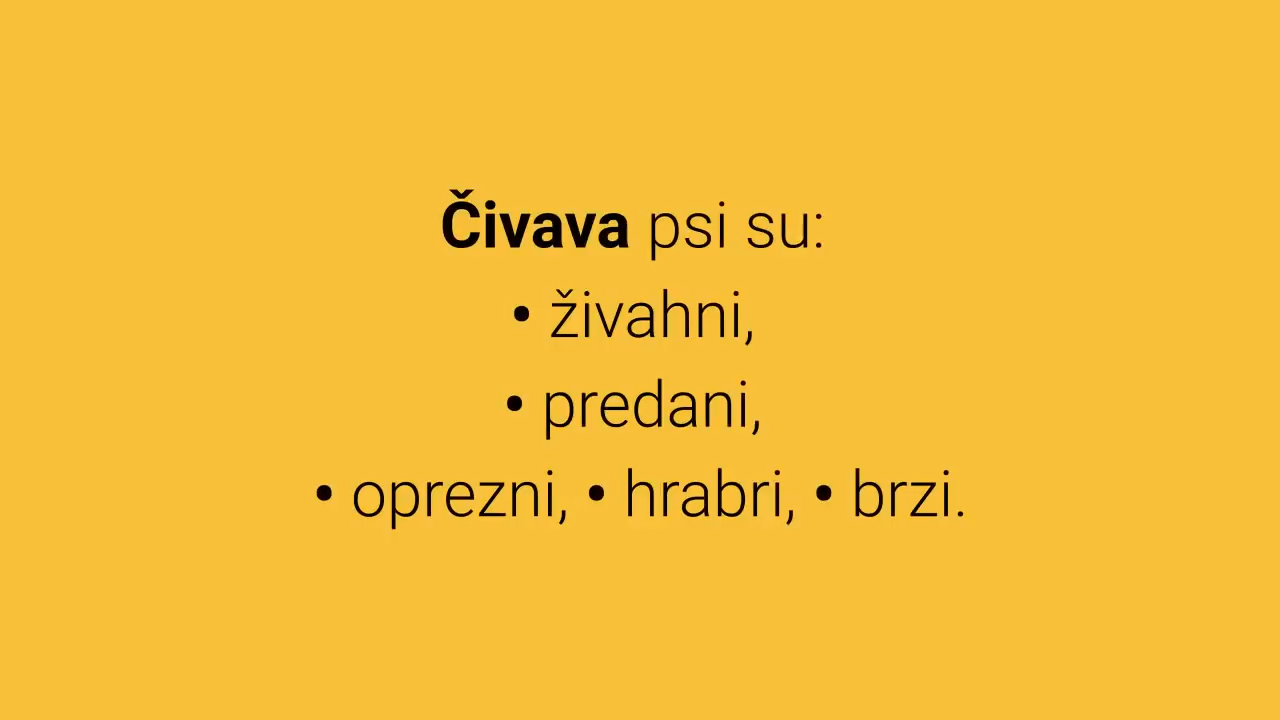 Čivava psi su:
• živahni,
• predani,
• oprezni, • hrabri, • brzi.